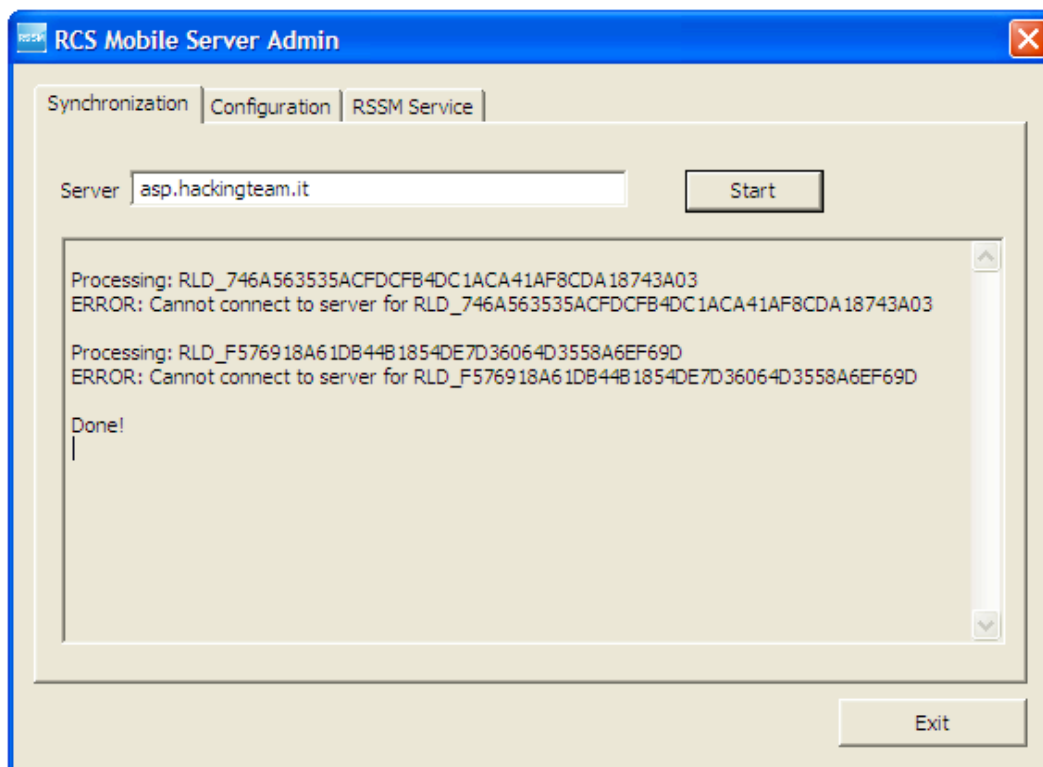 RSSM RCS Mobile Server Admin
Synchronization Configuration RSSM Service
Server asp.hackingteam.it Start
Processing: RLD_746A563535ACFDCFB4DC1ACA41AF8CDA18743A03
ERROR: Cannot connect to server for RLD_746A563535ACFDCFB4DC1ACA41AF8CDA18743A03
Processing: RLD_F576918A61DB44B1854DE7D36064D3558A6EF69D
ERROR: Cannot connect to server for RLD_F576918A61DB44B1854DE7D36064D3558A6EF69D
Done!
Exit